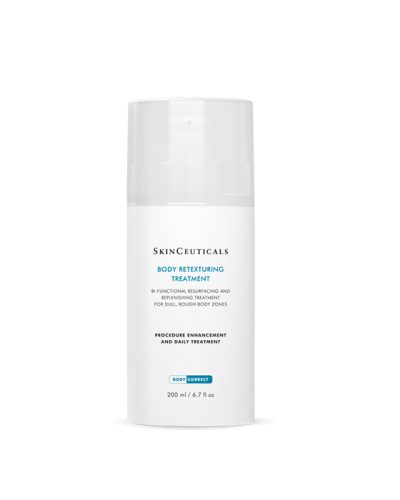 SKINCEUTICALS
BODY RETEXTURING
TREATMENT
BI-FUNCTIONAL RESURFACING AND
REPLENISHING TREATMENT
FOR DULL, ROUGH BODY ZONES
PROCEDURE ENHANCEMENT
AND DAILY TREATMENT
BODY CORRECT
200 ml / 6.7 fl oz